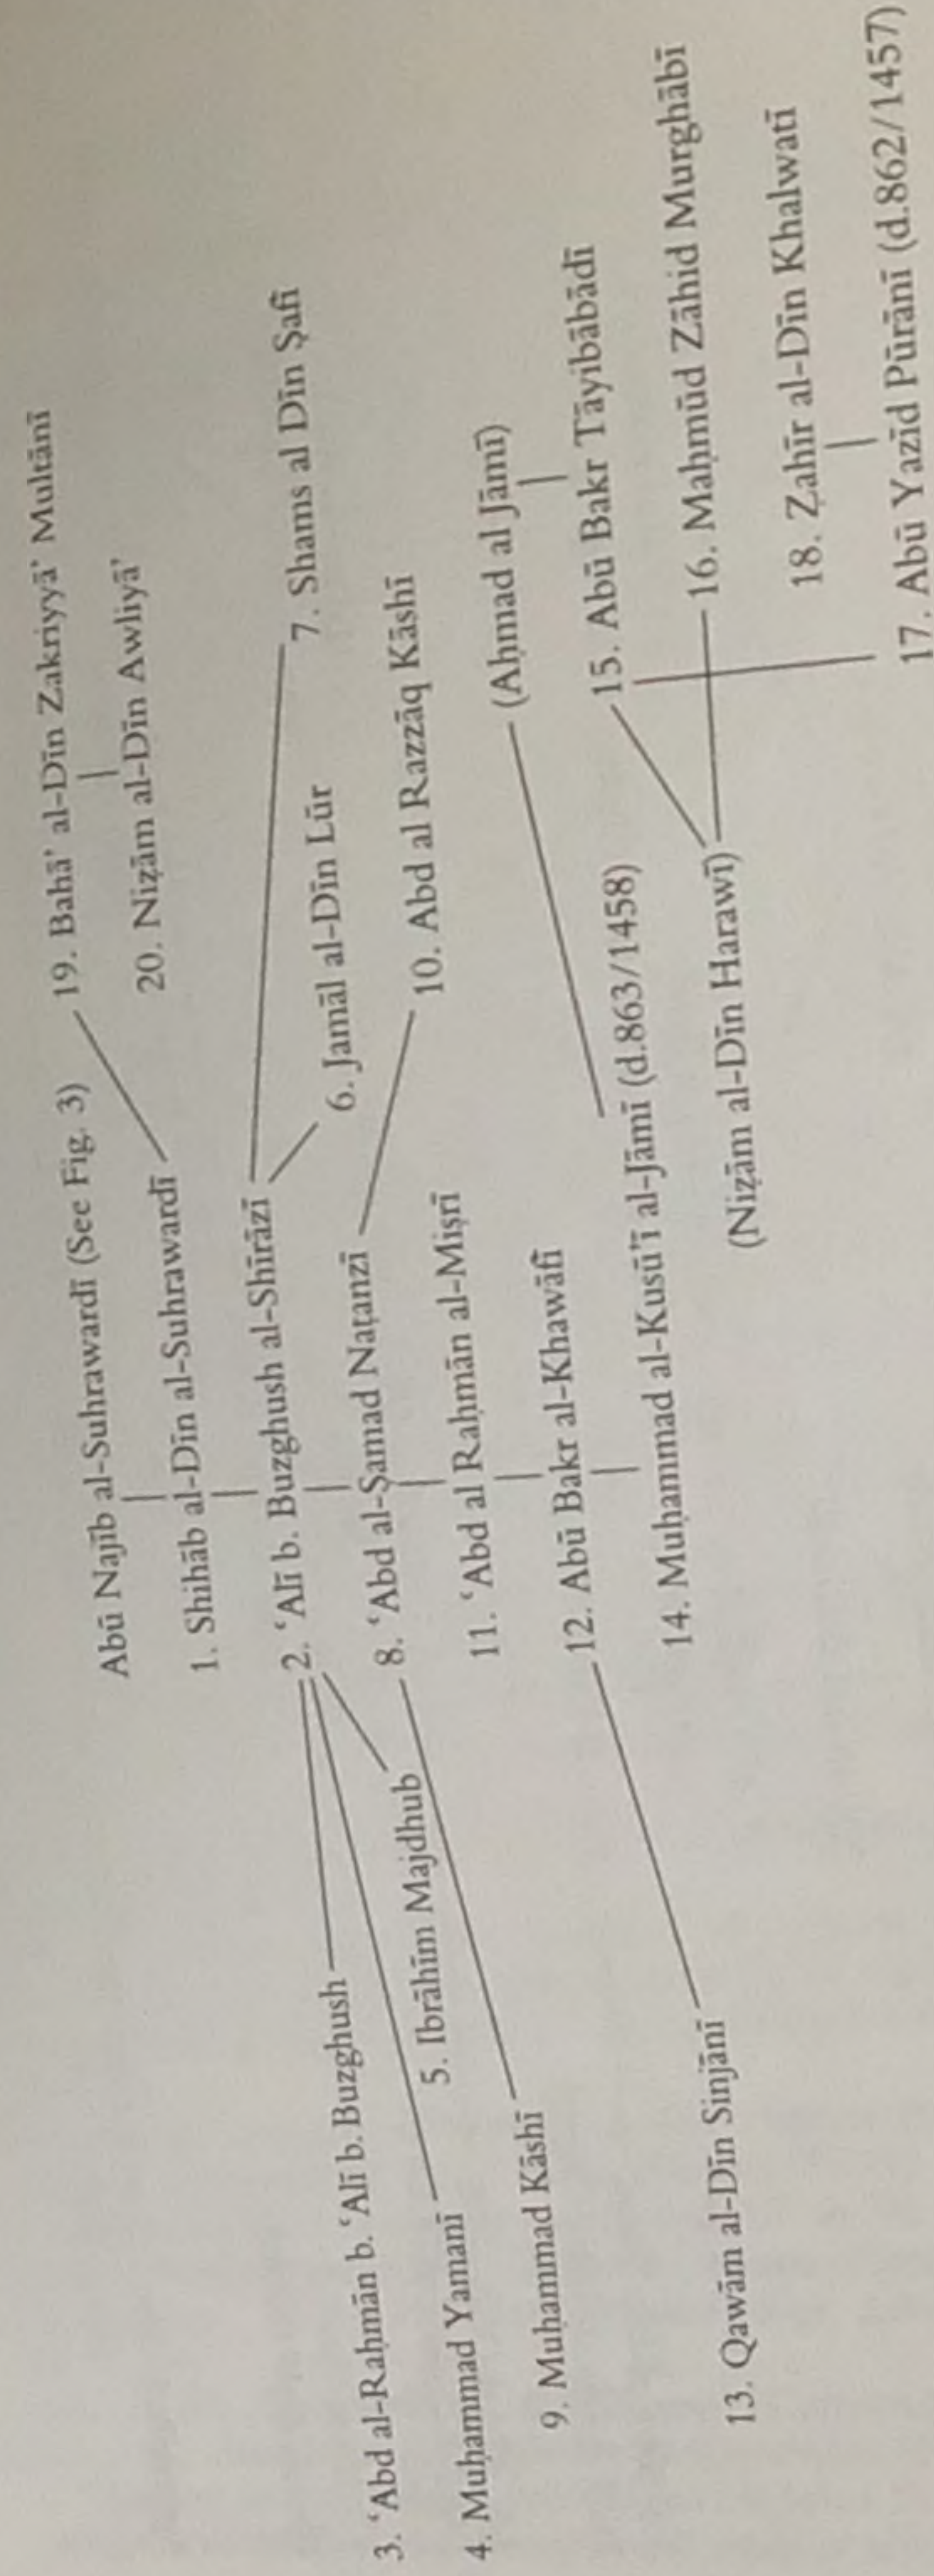 Abū Najīb al-Suhrawardī (See Fig. 3)
19. Bahā' al-Dīn Zakriyyā' Multānī
1. Shihāb al-Dīn al-Suhrawardī
20. Niẓām al-Dīn Awliyā'
2. ‘Alī b. Buzghush al-Shīrāzī
7. Shams al Dīn Ṣafī
3. ‘Abd al-Raḥmān b. ‘Alī b. Buzghush
6. Jamāl al-Dīn Lūr
8. ‘Abd al-Ṣamad Naṭanzī
5. Ibrāhīm Majdhub
4. Muḥammad Yamanī
10. Abd al Razzāq Kāshī
11. ‘Abd al Raḥmān al-Miṣrī
9. Muḥammad Kāshī
(Aḥmad al Jāmī)
12. Abū Bakr al-Khawāfī
15. Abū Bakr Tāyibābādī
14. Muḥammad al-Kusū'ī al-Jāmī (d.863/1458)
13. Qawām al-Dīn Sinjānī
16. Maḥmūd Zāhid Murghābī
(Niẓām al-Dīn Harawī)
18. Ẓahīr al-Dīn Khalwatī
17. Abū Yazīd Pūrānī (d.862/1457)